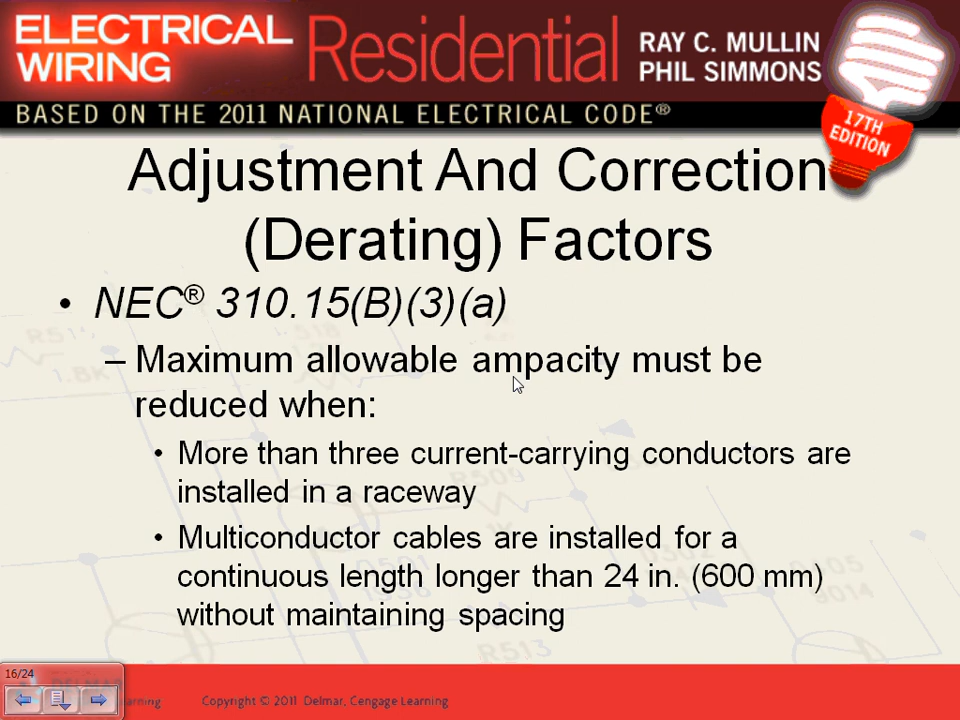 ELECTRICAL WIRING
Residential
RAY C. MULLIN
PHIL SIMMONS
BASED ON THE 2011 NATIONAL ELECTRICAL CODE®
17TH EDITION
Adjustment And Correction
(Derating) Factors
• NEC® 310.15(B)(3)(a)
– Maximum allowable ampacity must be
reduced when:
• More than three current-carrying conductors are
installed in a raceway
• Multiconductor cables are installed for a
continuous length longer than 24 in. (600 mm)
without maintaining spacing
R509
R513
16/24
Copyright © 2011 Delmar, Cengage Learning